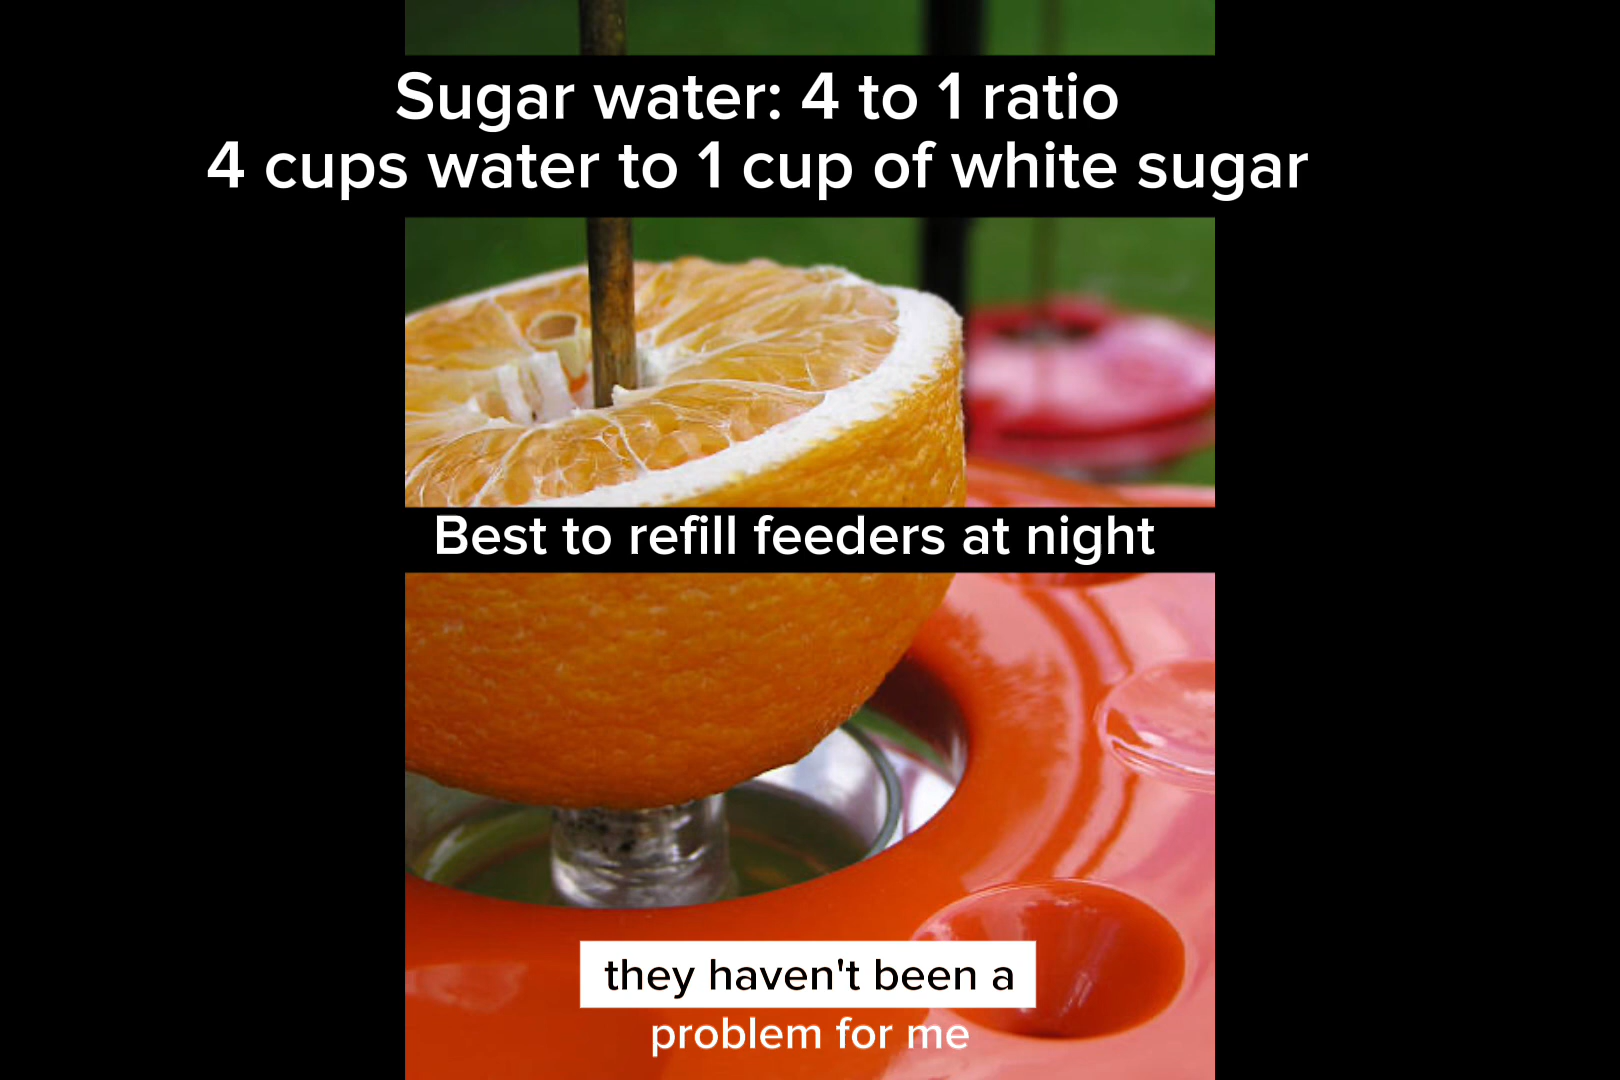 Sugar water: 4 to 1 ratio
4 cups water to 1 cup of white sugar
Best to refill feeders at night
they haven't been a
problem for me